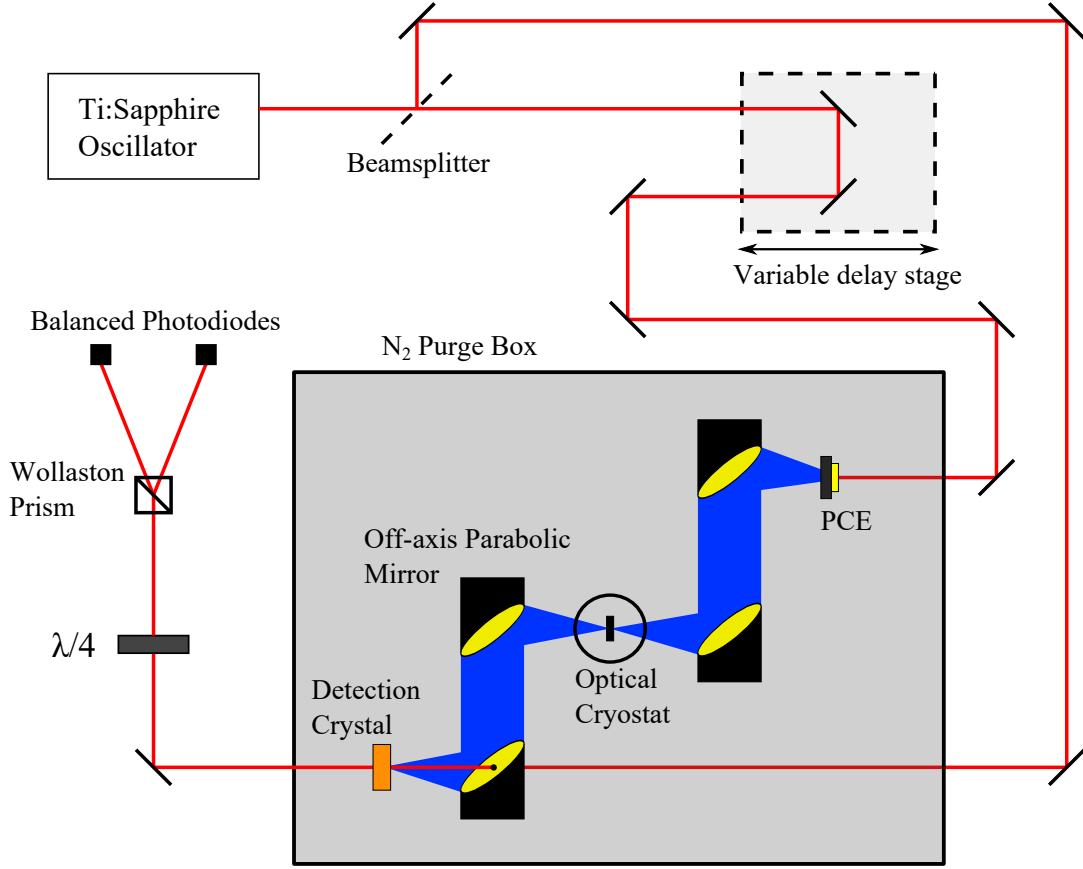 Ti:Sapphire
Oscillator
Beamsplitter
Variable delay stage
Balanced Photodiodes
N₂ Purge Box
Wollaston
Prism
PCE
Off-axis Parabolic
Mirror
λ/4
Optical
Cryostat
Detection
Crystal